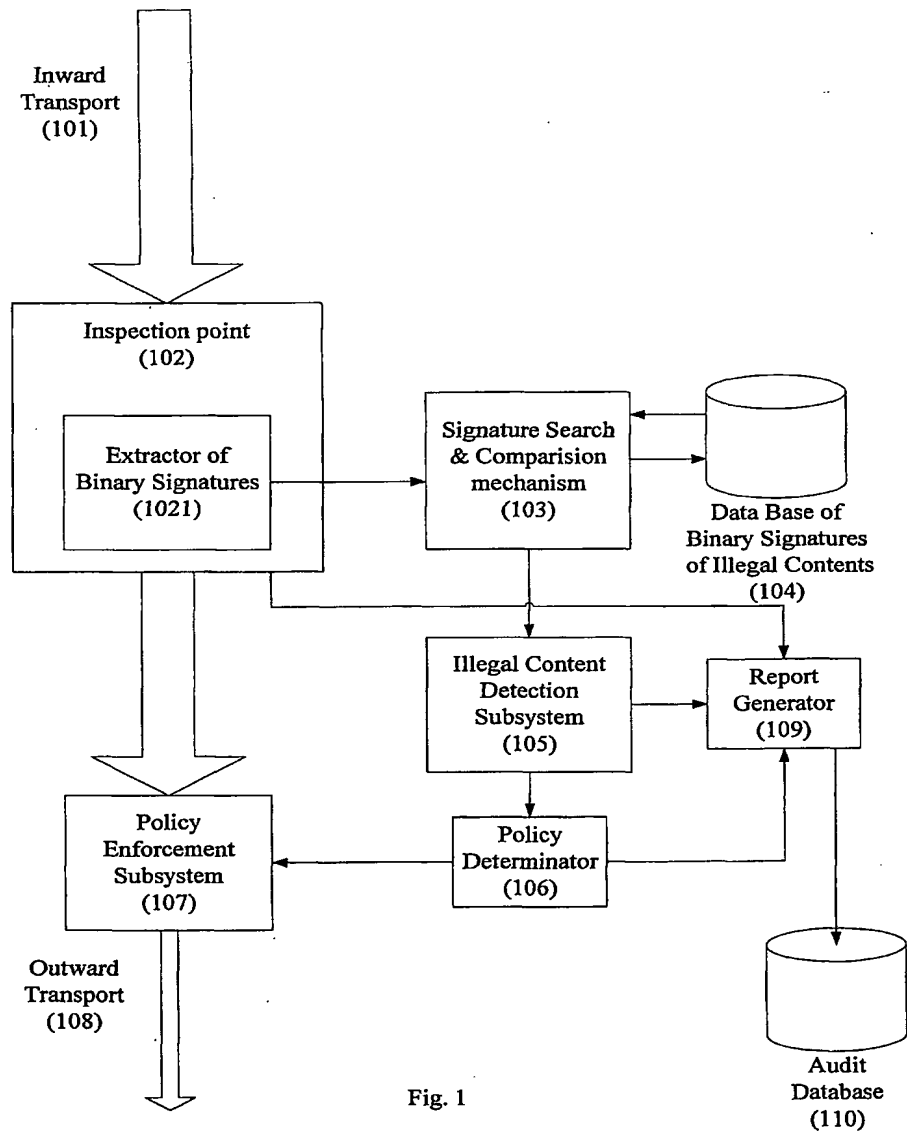 Inward
Transport
(101)
Inspection point
(102)
Extractor of
Binary Signatures
(1021)
Signature Search
& Comparision
mechanism
(103)
Data Base of
Binary Signatures
of Illegal Contents
(104)
Illegal Content
Detection
Subsystem
(105)
Report
Generator
(109)
Policy
Enforcement
Subsystem
(107)
Policy
Determinator
(106)
Outward
Transport
(108)
Audit
Database
(110)
Fig. 1